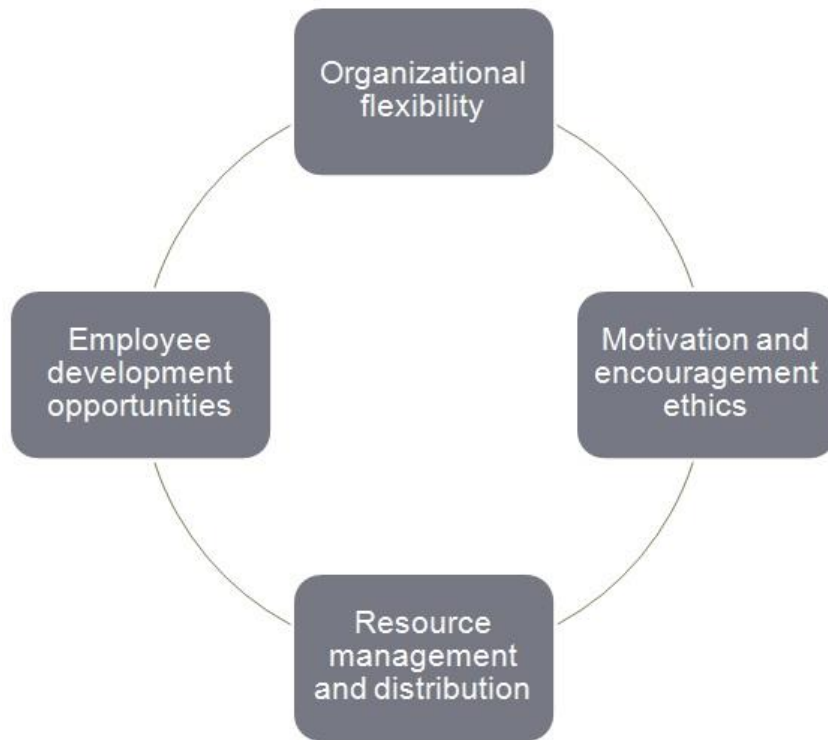 Organizational
flexibility
Motivation and
encouragement
ethics
Resource
management
and distribution
Employee
development
opportunities